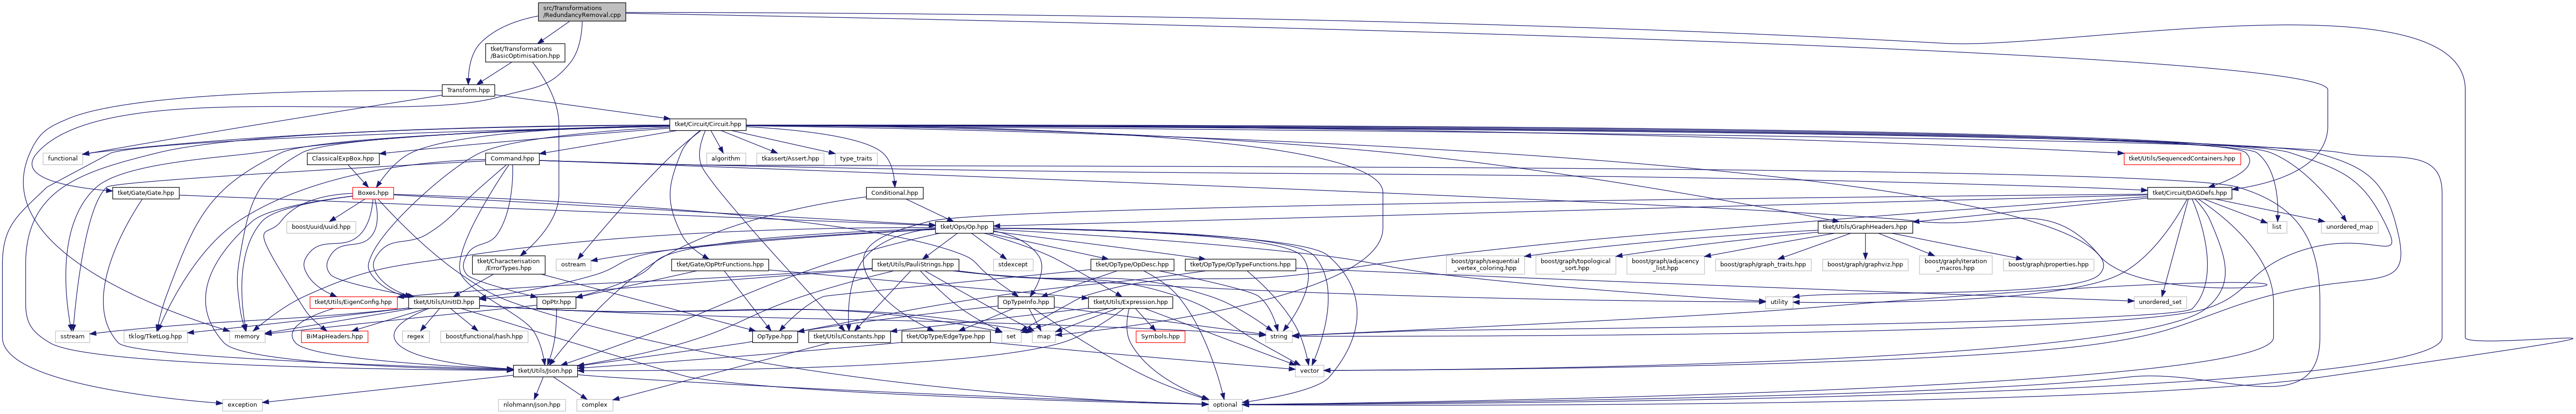 src/Transformations
/RedundancyRemoval.cpp
tket/Transformations
/BasicOptimisation.hpp
Transform.hpp
tket/Circuit/Circuit.hpp
functional
ClassicalExpBox.hpp
Command.hpp
algorithm
tkassert/Assert.hpp
type_traits
tket/Utils/SequencedContainers.hpp
tket/Gate/Gate.hpp
Boxes.hpp
Conditional.hpp
tket/Circuit/DAGDefs.hpp
boost/uuid/uuid.hpp
tket/Ops/Op.hpp
tket/Utils/GraphHeaders.hpp
list
unordered_map
tket/Characterisation
/ErrorTypes.hpp
ostream
tket/Gate/OpPtrFunctions.hpp
tket/Utils/PauliStrings.hpp
stdexcept
tket/OpType/OpDesc.hpp
tket/OpType/OpTypeFunctions.hpp
boost/graph/sequential
_vertex_coloring.hpp
boost/graph/topological
_sort.hpp
boost/graph/adjacency
_list.hpp
boost/graph/graph_traits.hpp
boost/graph/graphviz.hpp
boost/graph/iteration
_macros.hpp
boost/graph/properties.hpp
tket/Utils/EigenConfig.hpp
tket/Utils/UnitID.hpp
OpPtr.hpp
OpTypeInfo.hpp
tket/Utils/Expression.hpp
utility
unordered_set
sstream
tklog/TketLog.hpp
memory
BiMapHeaders.hpp
regex
boost/functional/hash.hpp
OpType.hpp
tket/Utils/Constants.hpp
tket/OpType/EdgeType.hpp
set
map
Symbols.hpp
string
tket/Utils/Json.hpp
vector
exception
nlohmann/json.hpp
complex
optional